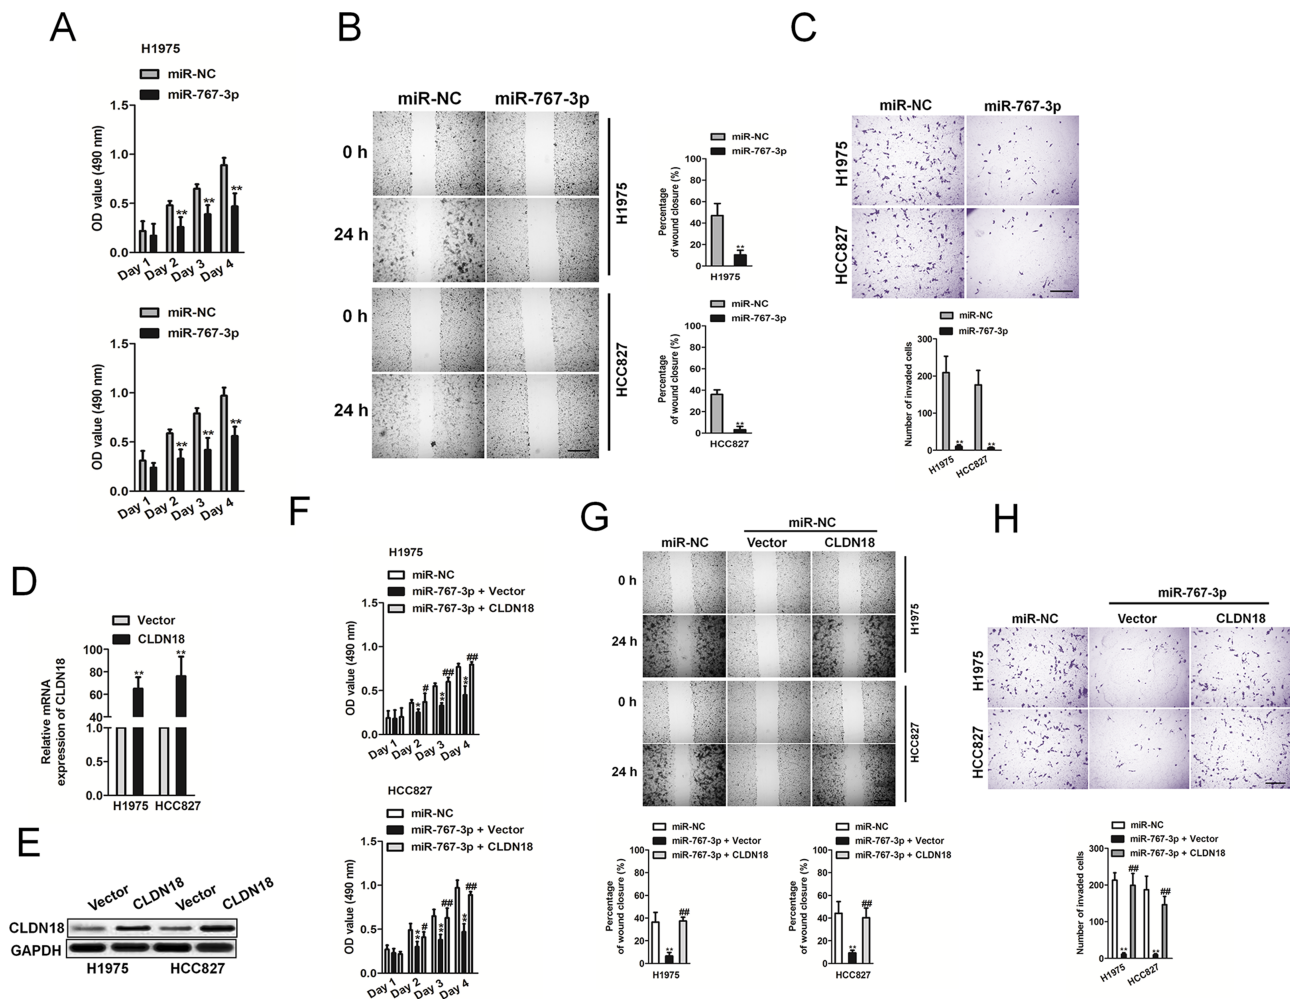 A
H1975
miR-NC
miR-767-3p
OD value (490 nm)
1.5
1.0
0.5
0.0
**
**
**
Day 1
Day 2
Day 3
Day 4
miR-NC
miR-767-3p
OD value (490 nm)
1.5
1.0
0.5
0.0
**
**
**
Day 1
Day 2
Day 3
Day 4
B
miR-NC
miR-767-3p
0 h
24 h
H1975
0 h
24 h
HCC827
miR-NC
miR-767-3p
Percentage
of wound closure (%)
100
80
60
40
20
0
**
H1975
miR-NC
miR-767-3p
Percentage
of wound closure (%)
100
80
60
40
20
0
**
HCC827
C
miR-NC
miR-767-3p
H1975
HCC827
miR-NC
miR-767-3p
Number of invaded cells
300
200
100
0
**
**
H1975
HCC827
D
Vector
CLDN18
Relative mRNA
expression of CLDN18
100
80
60
40
1.0
0.5
0.0
**
**
H1975
HCC827
E
Vector
CLDN18
Vector
CLDN18
CLDN18
GAPDH
H1975
HCC827
F
H1975
miR-NC
miR-767-3p + Vector
miR-767-3p + CLDN18
OD value (490 nm)
1.5
1.0
0.5
0.0
*
#
**
##
**
##
Day 1
Day 2
Day 3
Day 4
HCC827
miR-NC
miR-767-3p + Vector
miR-767-3p + CLDN18
OD value (490 nm)
1.5
1.0
0.5
0.0
**
#
**
##
**
##
Day 1
Day 2
Day 3
Day 4
G
miR-NC
miR-NC
Vector
CLDN18
0 h
24 h
H1975
0 h
24 h
HCC827
miR-NC
miR-767-3p + Vector
miR-767-3p + CLDN18
Percentage
of wound closure (%)
100
80
60
40
20
0
**
##
H1975
miR-NC
miR-767-3p + Vector
miR-767-3p + CLDN18
Percentage
of wound closure (%)
100
80
60
40
20
0
**
##
HCC827
H
miR-767-3p
miR-NC
Vector
CLDN18
H1975
HCC827
miR-NC
miR-767-3p + Vector
miR-767-3p + CLDN18
Number of invaded cells
300
200
100
0
**
##
**
##
H1975
HCC827